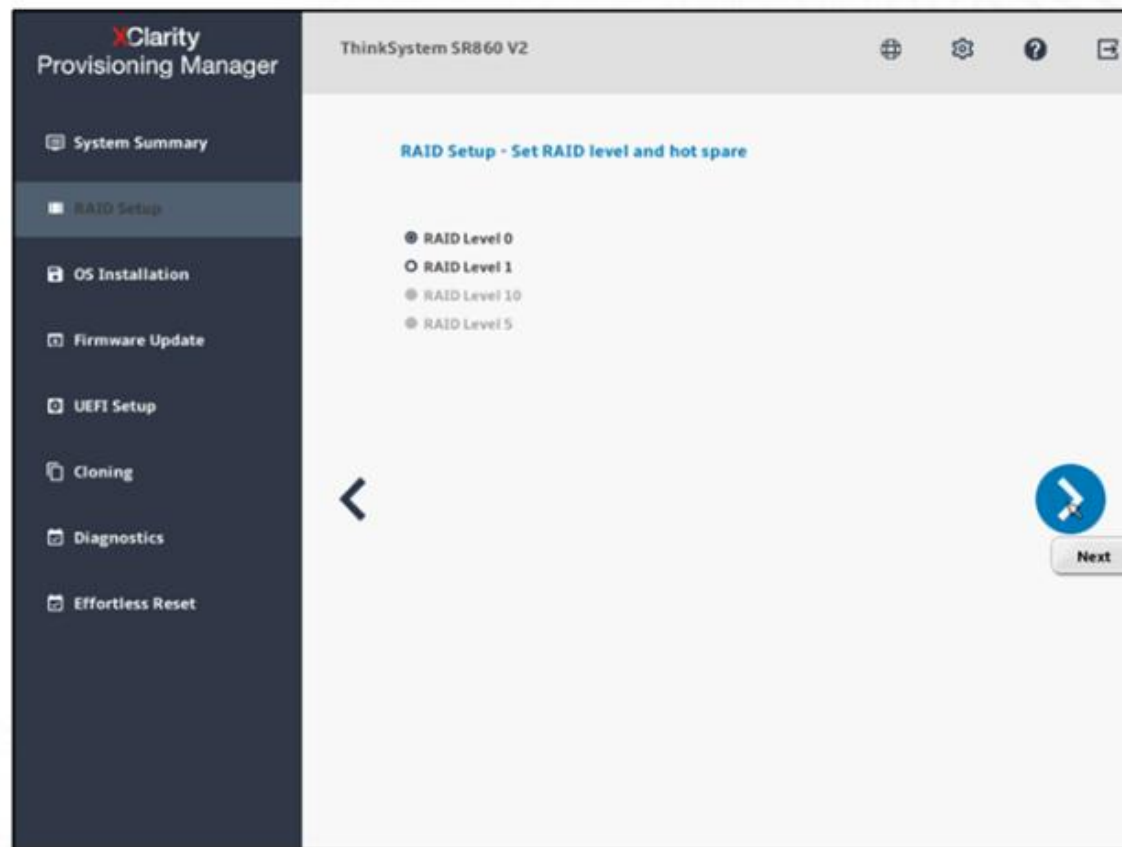 XClarity
Provisioning Manager
ThinkSystem SR860 V2
System Summary
RAID Setup
OS Installation
Firmware Update
UEFI Setup
Cloning
Diagnostics
Effortless Reset
RAID Setup - Set RAID level and hot spare
RAID Level 0
RAID Level 1
RAID Level 10
RAID Level 5
Next